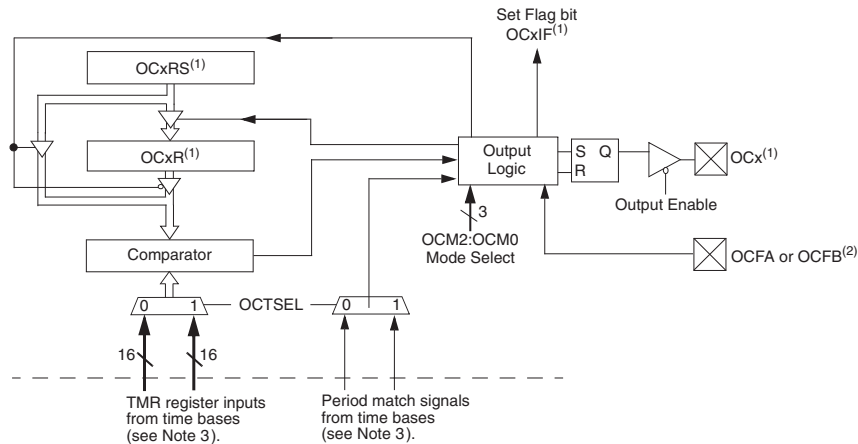 Set Flag bit
OCxIF(1)
OCxRS(1)
OCxR(1)
Output
Logic
S Q
R
OCx(1)
Output Enable
3
OCM2:OCM0
Mode Select
Comparator
OCFA or OCFB(2)
0 1
OCTSEL
0 1
16
16
TMR register inputs
from time bases
(see Note 3).
Period match signals
from time bases
(see Note 3).